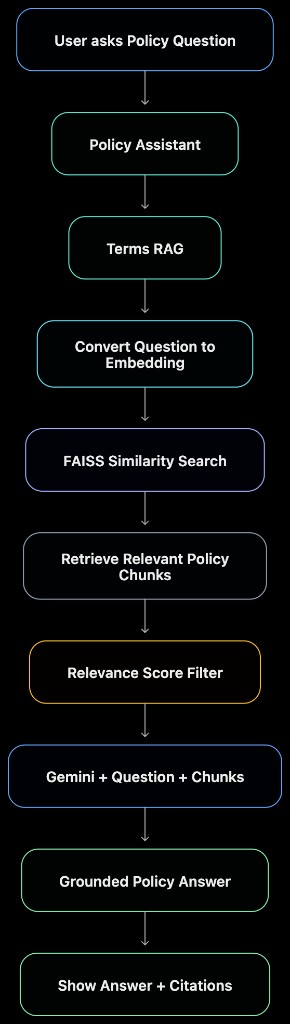 User asks Policy Question
Policy Assistant
Terms RAG
Convert Question to
Embedding
FAISS Similarity Search
Retrieve Relevant Policy
Chunks
Relevance Score Filter
Gemini + Question + Chunks
Grounded Policy Answer
Show Answer + Citations